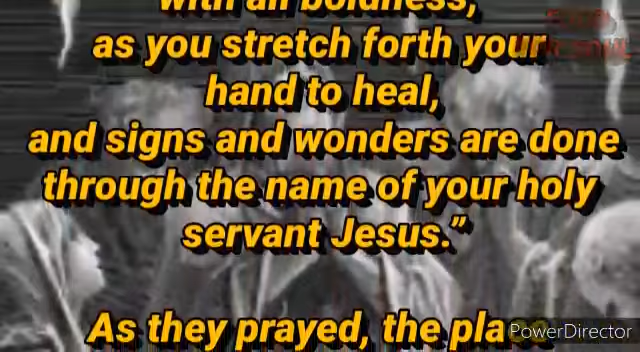 with all boldness,
as you stretch forth your
hand to heal,
and signs and wonders are done
through the name of your holy
servant Jesus.”
As they prayed, the place
PowerDirector